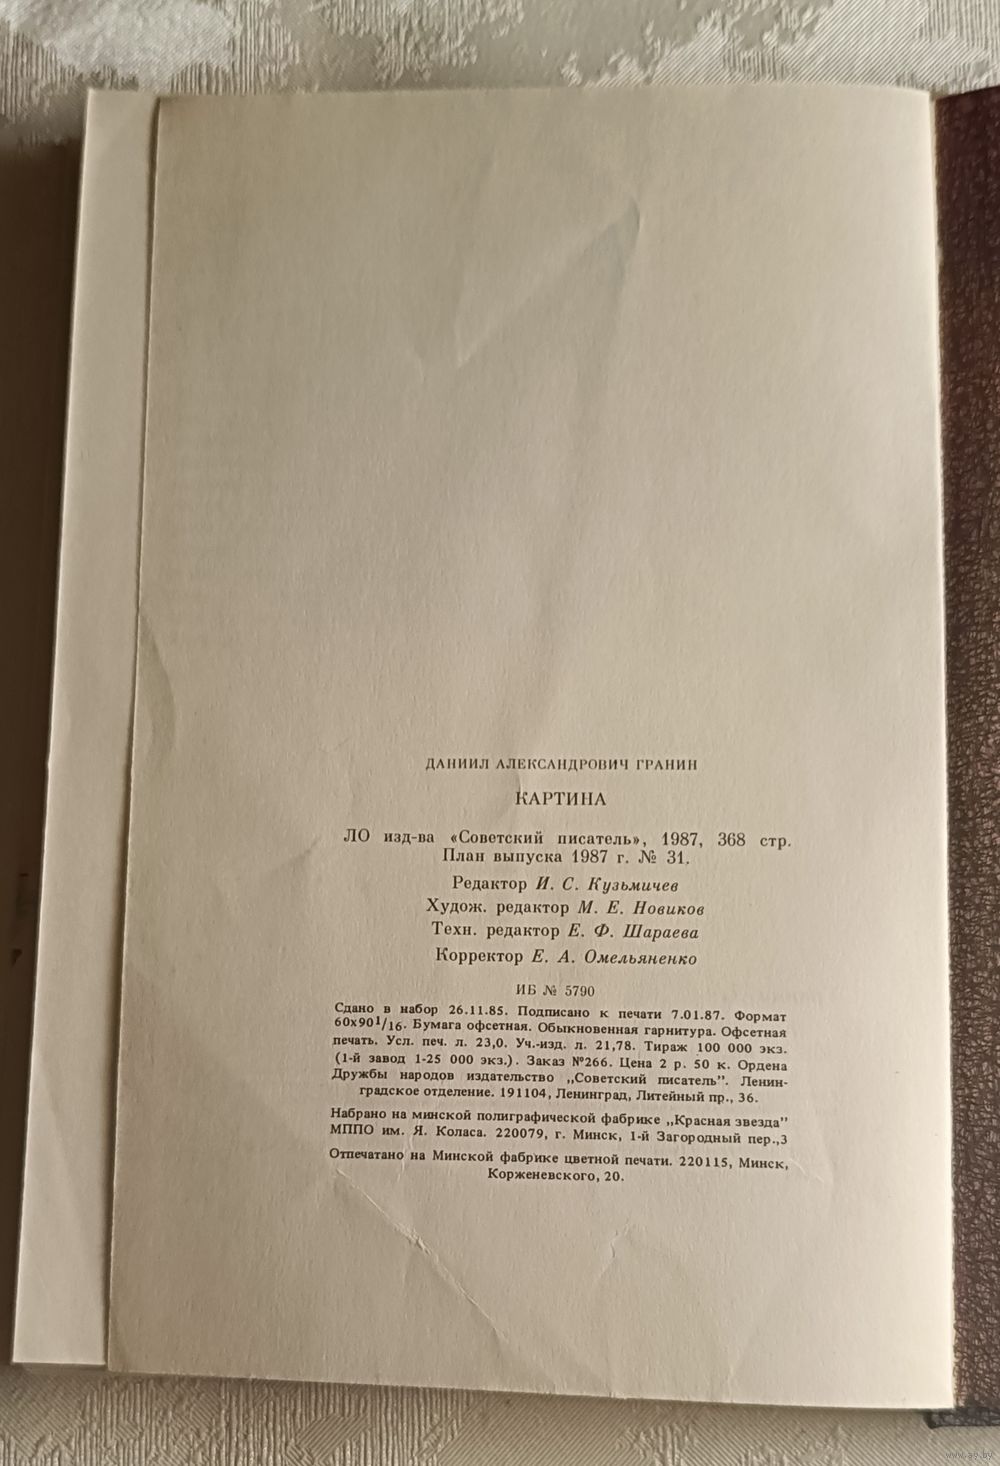 ДАНИИЛ АЛЕКСАНДРОВИЧ ГРАНИН
КАРТИНА
ЛО изд-ва «Советский писатель», 1987, 368 стр.
План выпуска 1987 г. № 31.
Редактор И. С. Кузьмичев
Худож. редактор М. Е. Новиков
Техн. редактор Е. Ф. Шараева
Корректор Е. А. Омельяненко
ИБ № 5790
Сдано в набор 26.11.85. Подписано к печати 7.01.87. Формат
60х90 1/16. Бумага офсетная. Обыкновенная гарнитура. Офсетная
печать. Усл. печ. л. 23,0. Уч.-изд. л. 21,78. Тираж 100 000 экз.
(1-й завод 1-25 000 экз.). Заказ №266. Цена 2 р. 50 к. Ордена
Дружбы народов издательство „Советский писатель". Ленин-
градское отделение. 191104, Ленинград, Литейный пр., 36.
Набрано на минской полиграфической фабрике „Красная звезда"
МППО им. Я. Коласа. 220079, г. Минск, 1-й Загородный пер.,3
Отпечатано на Минской фабрике цветной печати. 220115, Минск,
Корженевского, 20.
www.ay.by